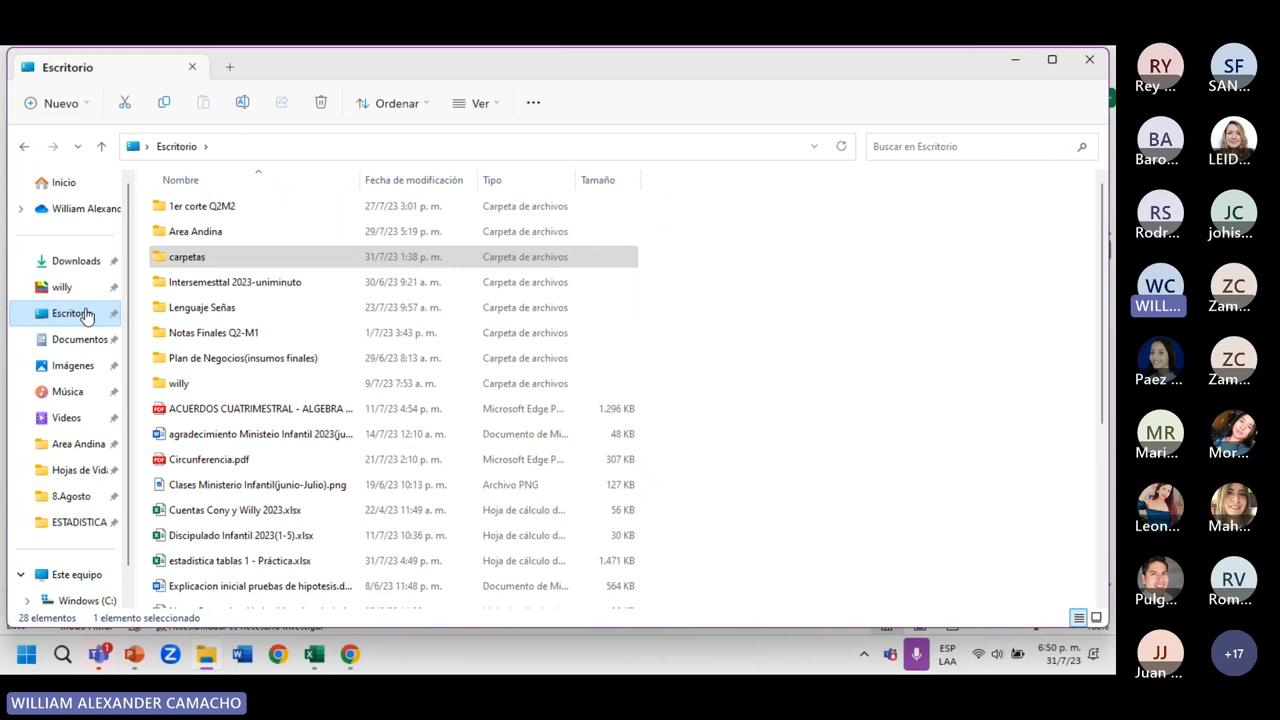 Escritorio
Nuevo
Ordenar
Ver
Escritorio
Buscar en Escritorio
Inicio
William Alexanc
Downloads
willy
Escritorio
Documentos
Imágenes
Música
Videos
Area Andina
Hojas de Vida
8.Agosto
ESTADISTICA
Este equipo
Windows (C:)
Nombre Fecha de modificación Tipo Tamaño
1er corte Q2M2 27/7/23 3:01 p. m. Carpeta de archivos
Area Andina 29/7/23 5:19 p. m. Carpeta de archivos
carpetas 31/7/23 1:38 p. m. Carpeta de archivos
Intersemesttal 2023-uniminuto 30/6/23 9:21 a. m. Carpeta de archivos
Lenguaje Señas 23/7/23 9:57 a. m. Carpeta de archivos
Notas Finales Q2-M1 1/7/23 3:43 p. m. Carpeta de archivos
Plan de Negocios(insumos finales) 29/6/23 8:13 a. m. Carpeta de archivos
willy 9/7/23 7:53 a. m. Carpeta de archivos
ACUERDOS CUATRIMESTRAL - ALGEBRA ... 11/7/23 4:54 p. m. Microsoft Edge P... 1.296 KB
agradecimiento Ministeio Infantil 2023(ju... 14/7/23 12:10 a. m. Documento de Mi... 48 KB
Circunferencia.pdf 21/7/23 2:10 p. m. Microsoft Edge P... 307 KB
Clases Ministerio Infantil(junio-Julio).png 19/6/23 10:13 p. m. Archivo PNG 127 KB
Cuentas Cony y Willy 2023.xlsx 22/4/23 11:49 a. m. Hoja de cálculo d... 56 KB
Discipulado Infantil 2023(1-5).xlsx 11/7/23 10:36 p. m. Hoja de cálculo d... 30 KB
estadistica tablas 1 - Práctica.xlsx 31/7/23 4:49 p. m. Hoja de cálculo d... 1.471 KB
Explicacion inicial pruebas de hipotesis.d... 8/6/23 11:48 p. m. Documento de Mi... 564 KB
28 elementos 1 elemento seleccionado
ESP
LAA
6:50 p. m.
31/7/23
WILLIAM ALEXANDER CAMACHO
RY SF
Rey ... SAN...
BA
Baro... LEID...
RS JC
Rodr... johis...
WC ZC
WILL... Zam...
ZC
Paez ... Zam...
MR
Mari... Mor...
Leon... Mah...
RV
Pulg... Rom...
JJ +17
Juan ...